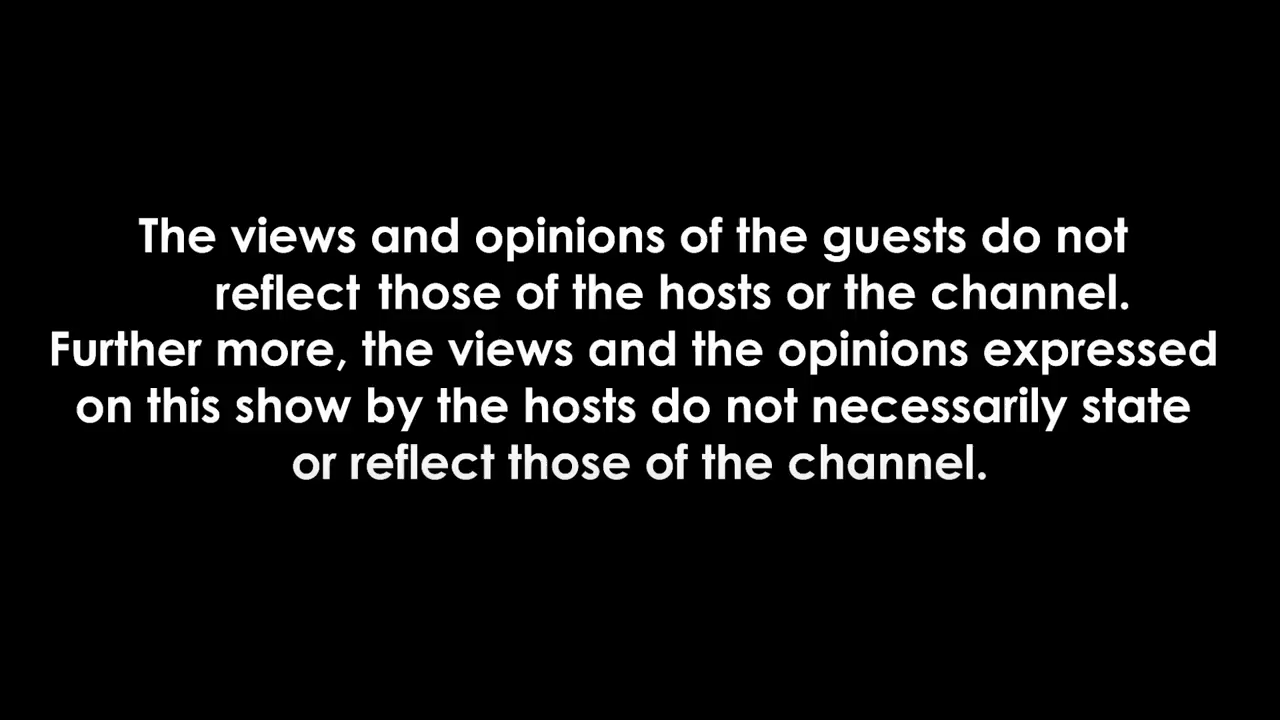 The views and opinions of the guests do not
reflect those of the hosts or the channel.
Further more, the views and the opinions expressed
on this show by the hosts do not necessarily state
or reflect those of the channel.